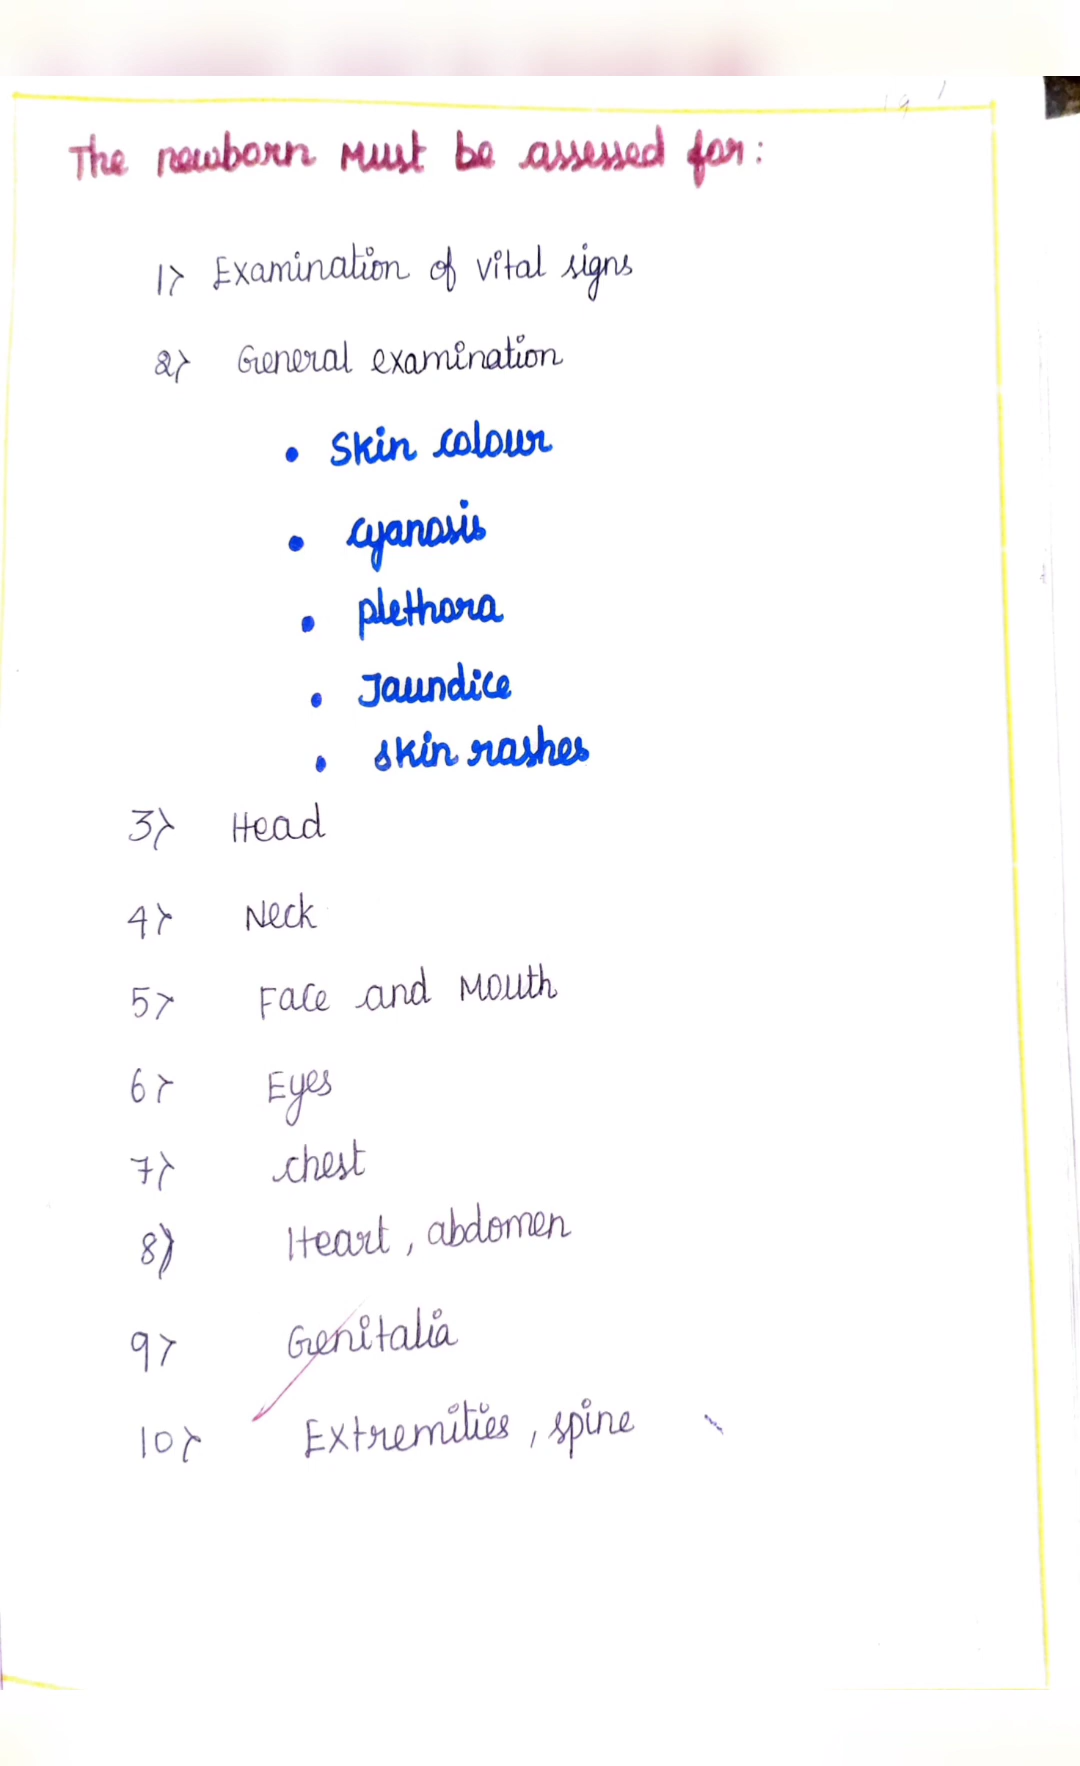 The newborn must be assessed for:
1> Examination of vital signs
2> General examination
• Skin colour
• cyanosis
• plethora
• Jaundice
• skin rashes
3> Head
4> Neck
5> Face and Mouth
6> Eyes
7> chest
8) Heart, abdomen
9> Genitalia
10> Extremities, spine